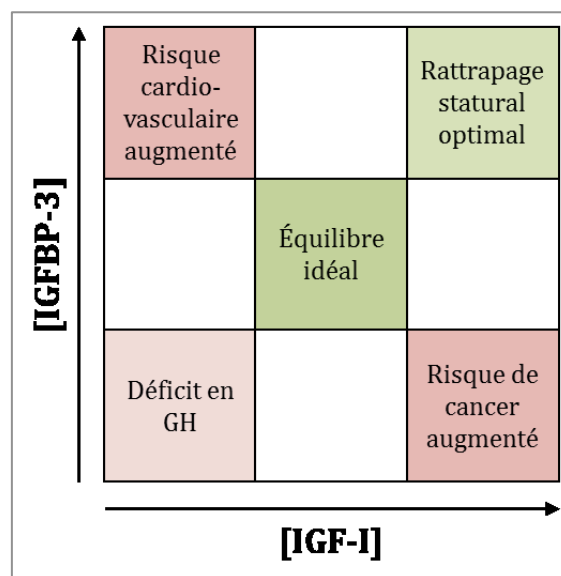 Risque
cardio-
vasculaire
augmenté
Rattrapage
statural
optimal
[IGFBP-3]
Équilibre
idéal
Déficit en
GH
Risque de
cancer
augmenté
[IGF-I]